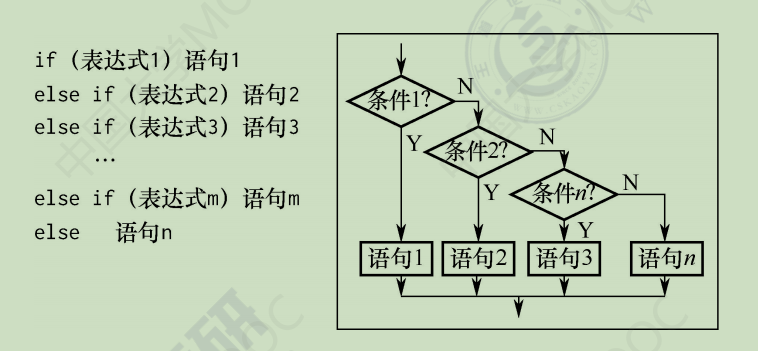 if (表达式1) 语句1
else if (表达式2) 语句2
else if (表达式3) 语句3
...
else if (表达式m) 语句m
else 语句n
条件1? N
Y 条件2? N
Y 条件n? N
Y
语句1 语句2 语句3 语句n